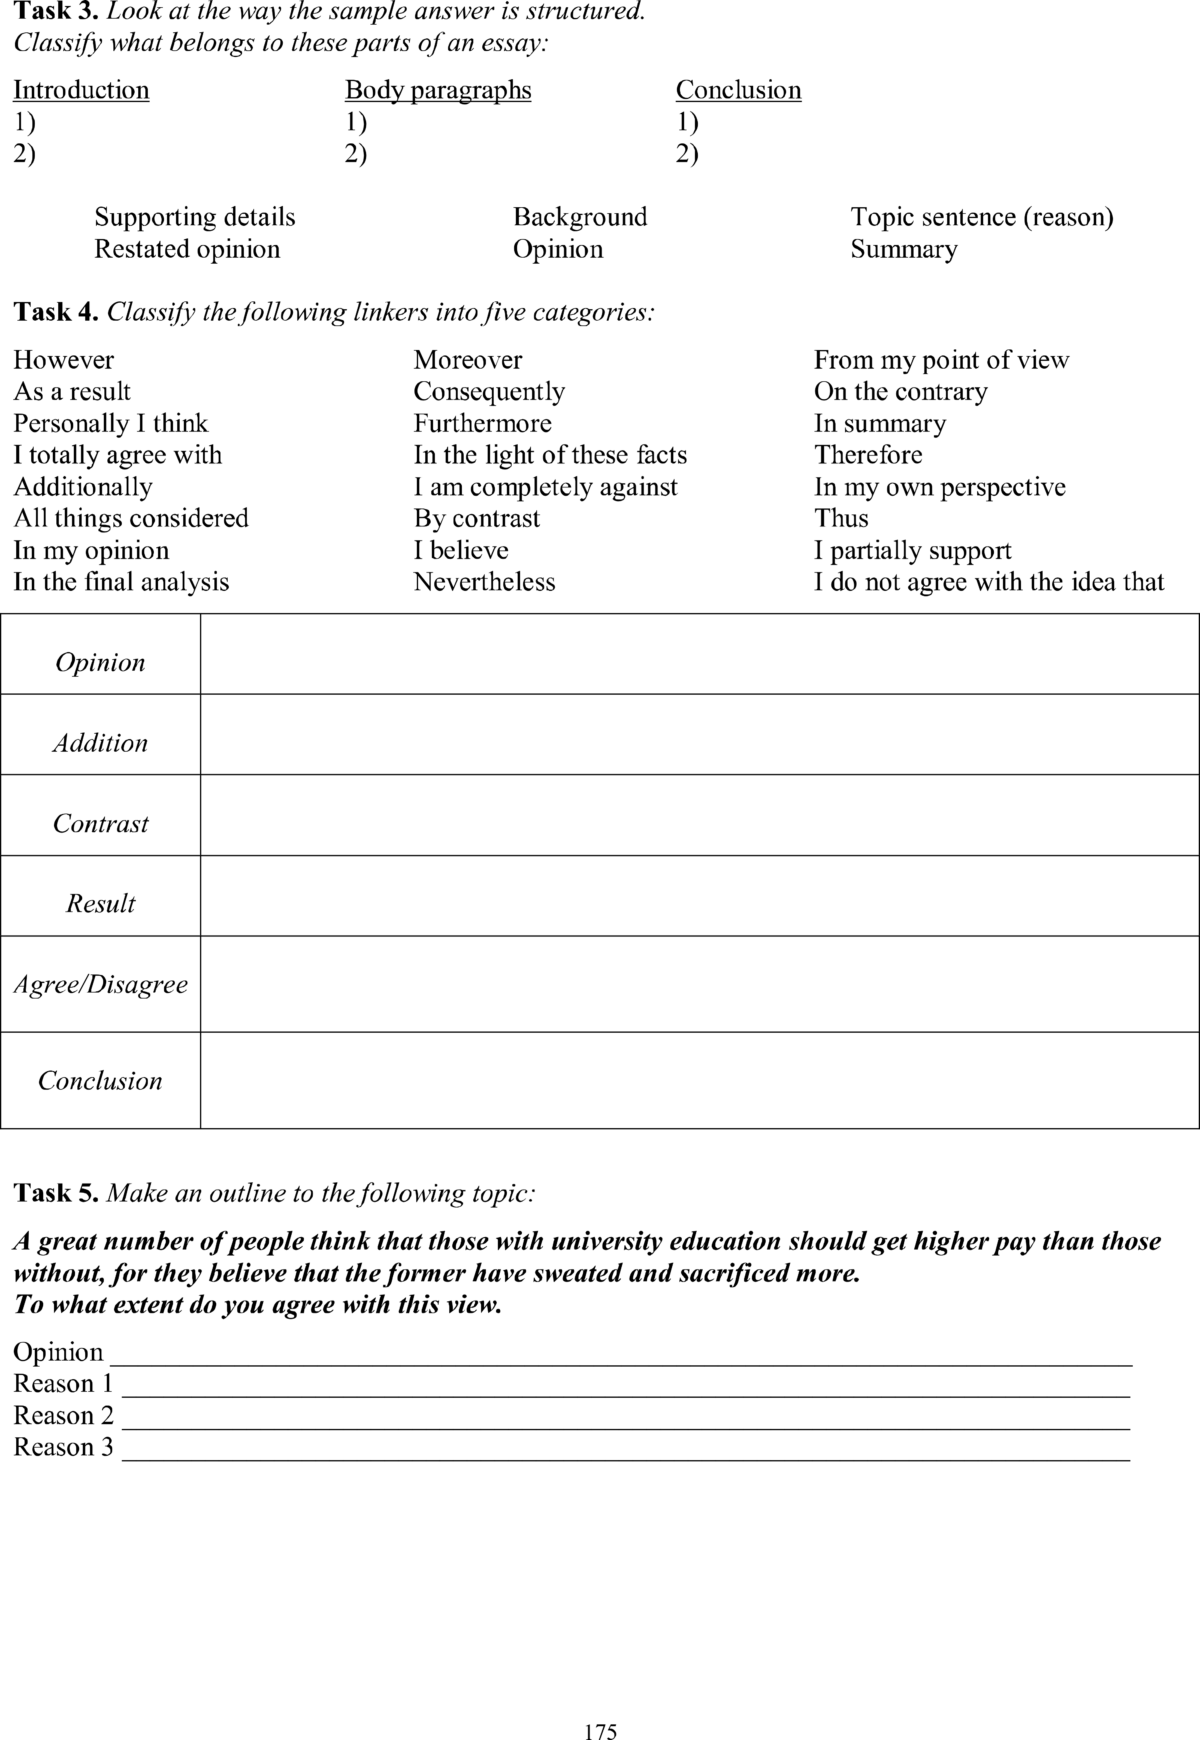 Task 3. Look at the way the sample answer is structured.
Classify what belongs to these parts of an essay:
Introduction Body paragraphs Conclusion
1) 1) 1)
2) 2) 2)
Supporting details Background Topic sentence (reason)
Restated opinion Opinion Summary
Task 4. Classify the following linkers into five categories:
However Moreover From my point of view
As a result Consequently On the contrary
Personally I think Furthermore In summary
I totally agree with In the light of these facts Therefore
Additionally I am completely against In my own perspective
All things considered By contrast Thus
In my opinion I believe I partially support
In the final analysis Nevertheless I do not agree with the idea that
Opinion
Addition
Contrast
Result
Agree/Disagree
Conclusion
Task 5. Make an outline to the following topic:
A great number of people think that those with university education should get higher pay than those
without, for they believe that the former have sweated and sacrificed more.
To what extent do you agree with this view.
Opinion
Reason 1
Reason 2
Reason 3
175